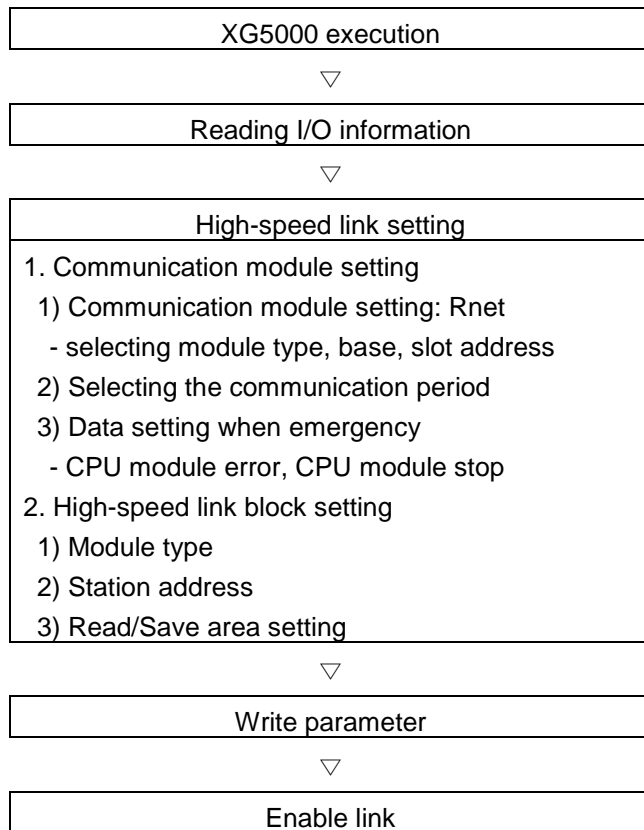 XG5000 execution
Reading I/O information
High-speed link setting
1. Communication module setting
1) Communication module setting: Rnet
- selecting module type, base, slot address
2) Selecting the communication period
3) Data setting when emergency
- CPU module error, CPU module stop
2. High-speed link block setting
1) Module type
2) Station address
3) Read/Save area setting
Write parameter
Enable link